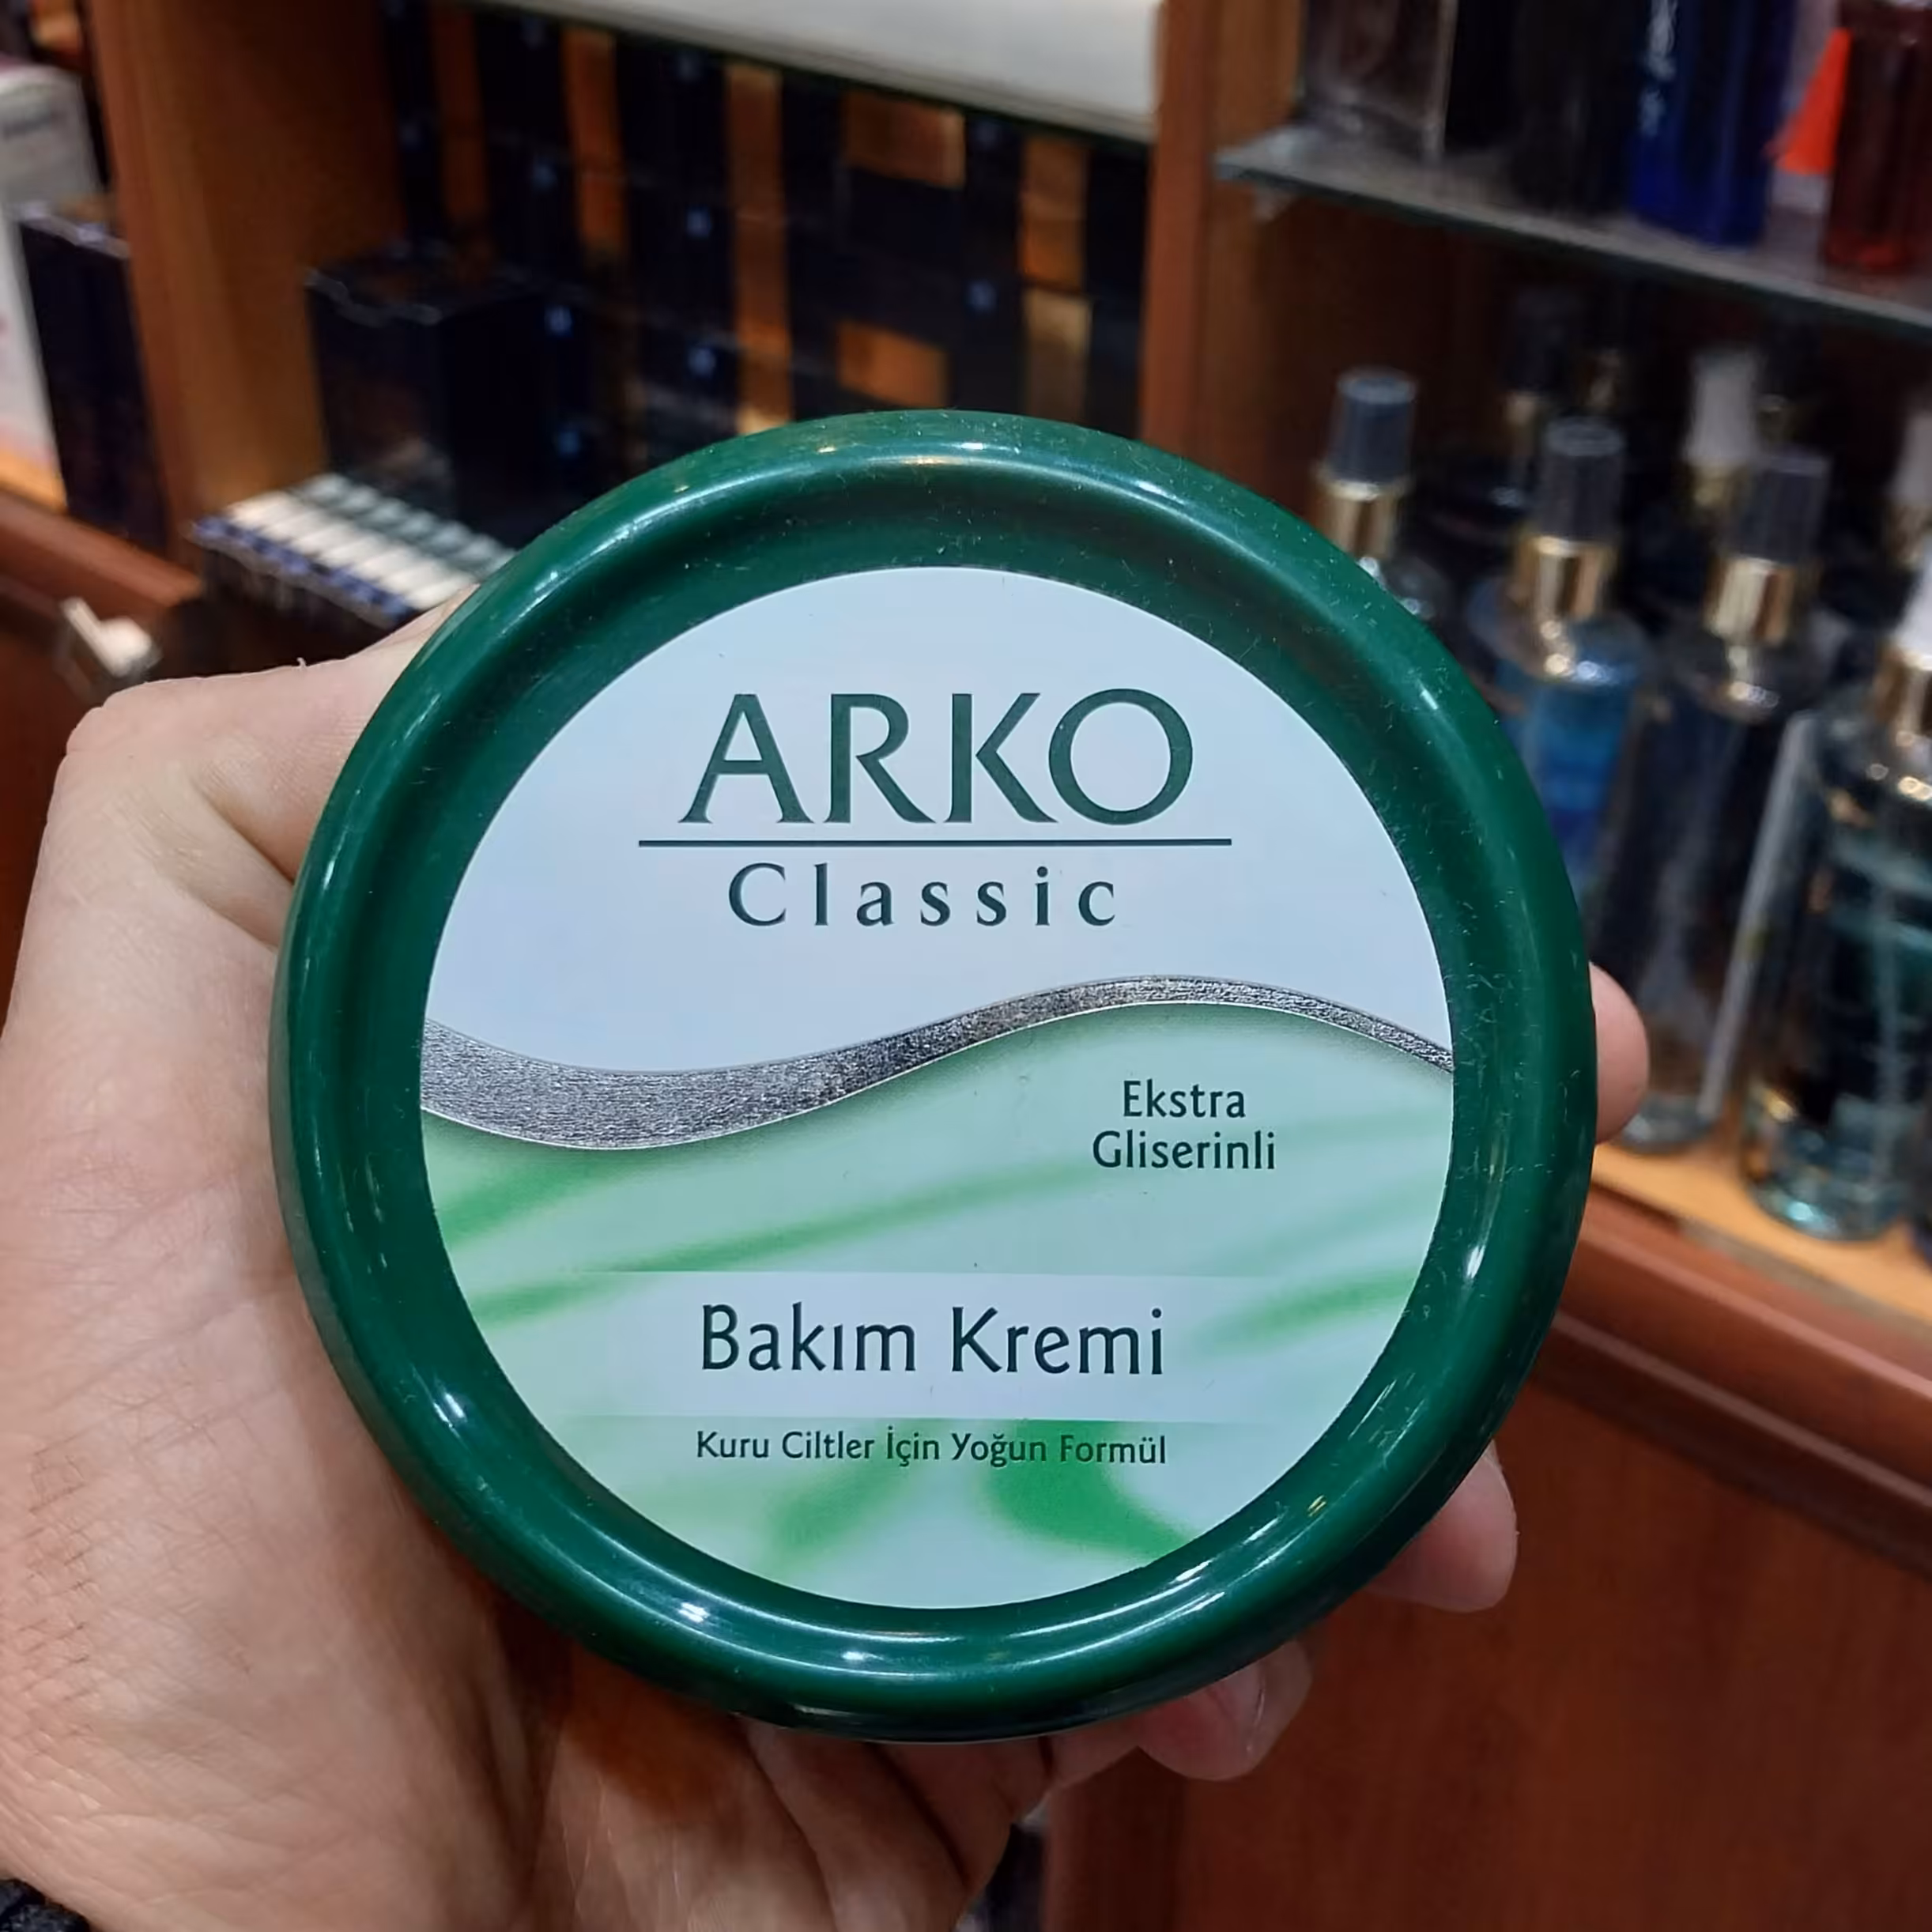 ARKO
Classic
Ekstra
Gliserinli
Bakım Kremi
Kuru Ciltler İçin Yoğun Formül